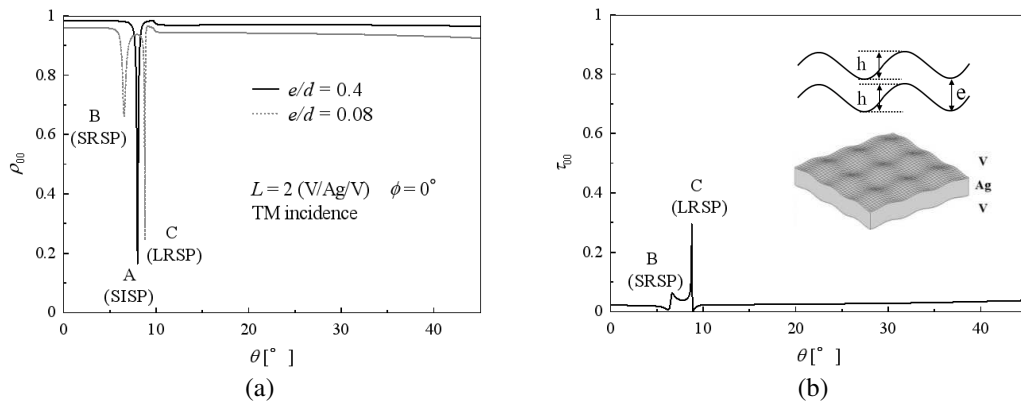 1
0.8
0.6
0.4
0.2
0
ρ00
B
(SRSP)
e/d = 0.4
e/d = 0.08
L = 2 (V/Ag/V) ϕ = 0°
TM incidence
C
(LRSP)
A
(SISP)
0 10 20 30 40
θ [°]
(a)
1
0.8
0.6
0.4
0.2
0
τ00
h
h
e
V
Ag
V
C
(LRSP)
B
(SRSP)
0 10 20 30 40
θ [°]
(b)